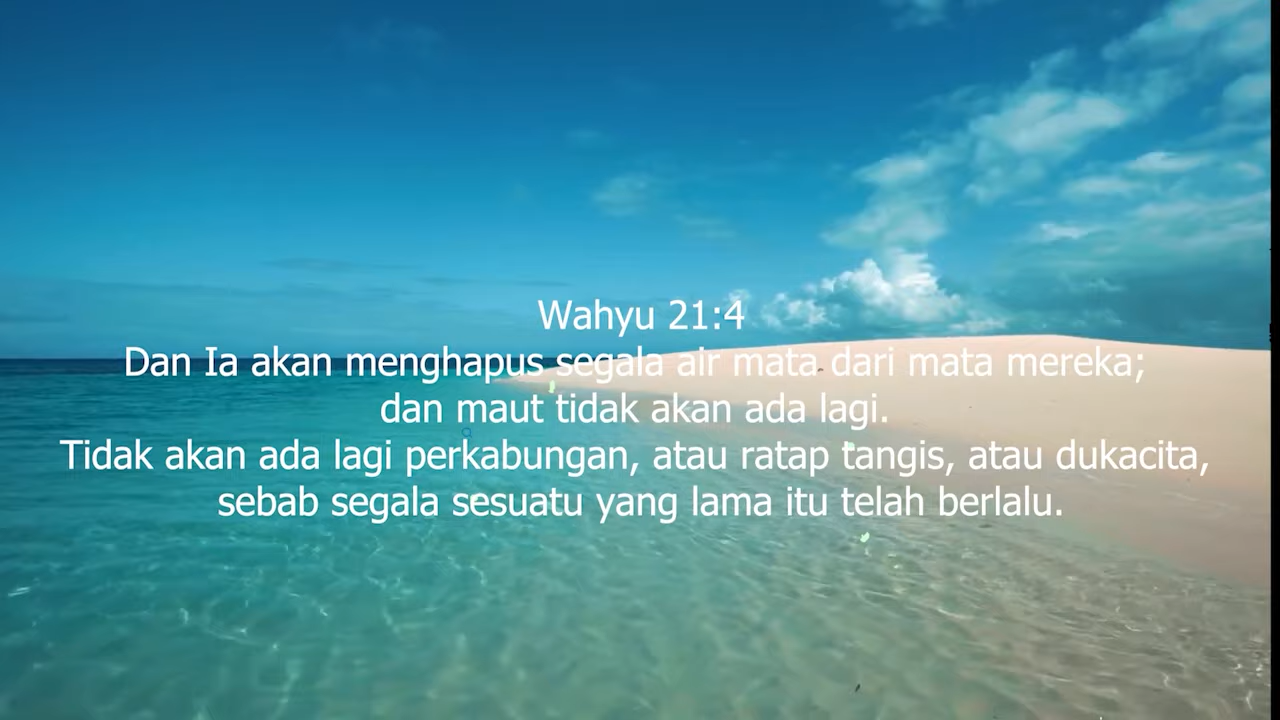 Wahyu 21:4
Dan Ia akan menghapus segala air mata dari mata mereka;
dan maut tidak akan ada lagi.
Tidak akan ada lagi perkabungan, atau ratap tangis, atau dukacita,
sebab segala sesuatu yang lama itu telah berlalu.